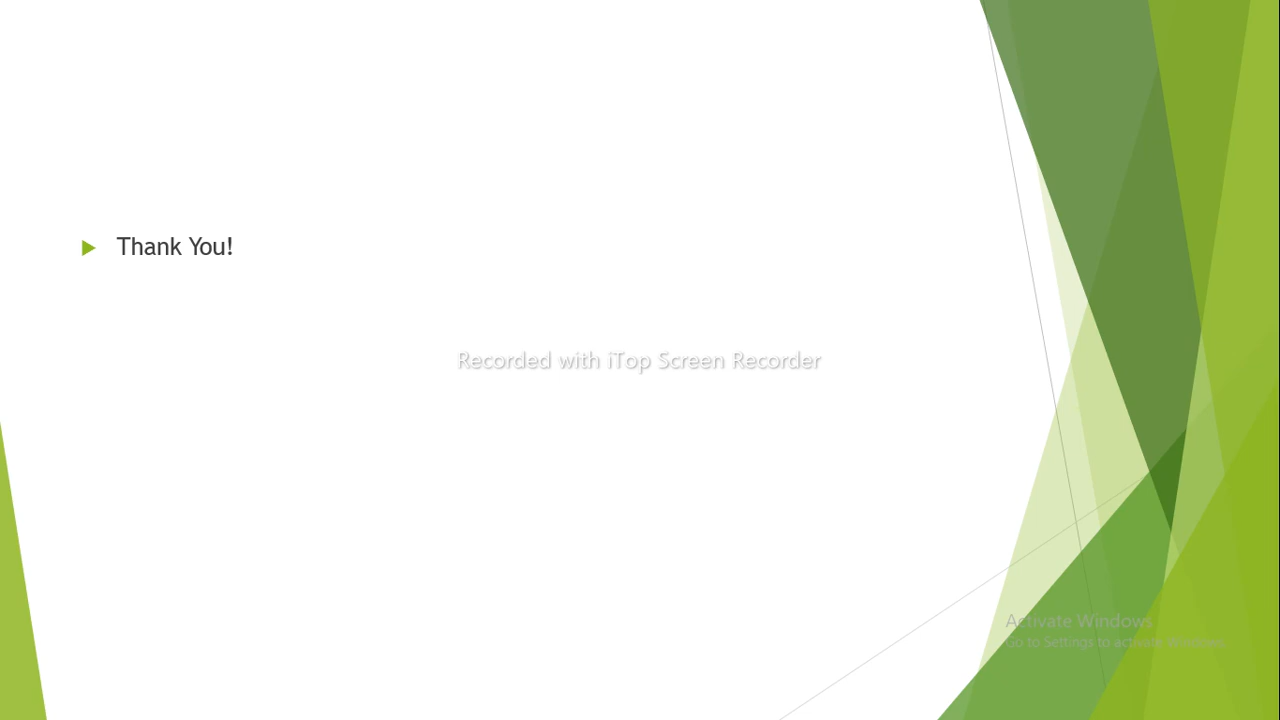 Thank You!
Recorded with iTop Screen Recorder
Activate Windows
Go to Settings to activate Windows.